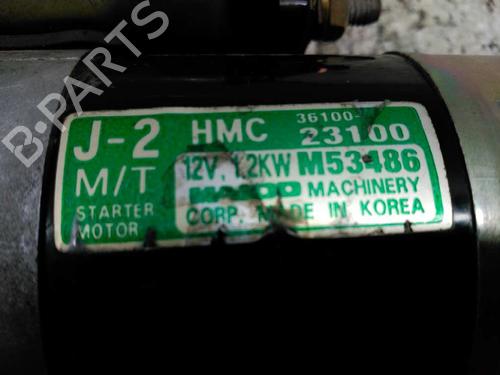 B-PARTS
J-2 HMC 36100-
23100
M/T 12V, 1.2KW M53486
STARTER MACHINERY
MOTOR CORP. MADE IN KOREA